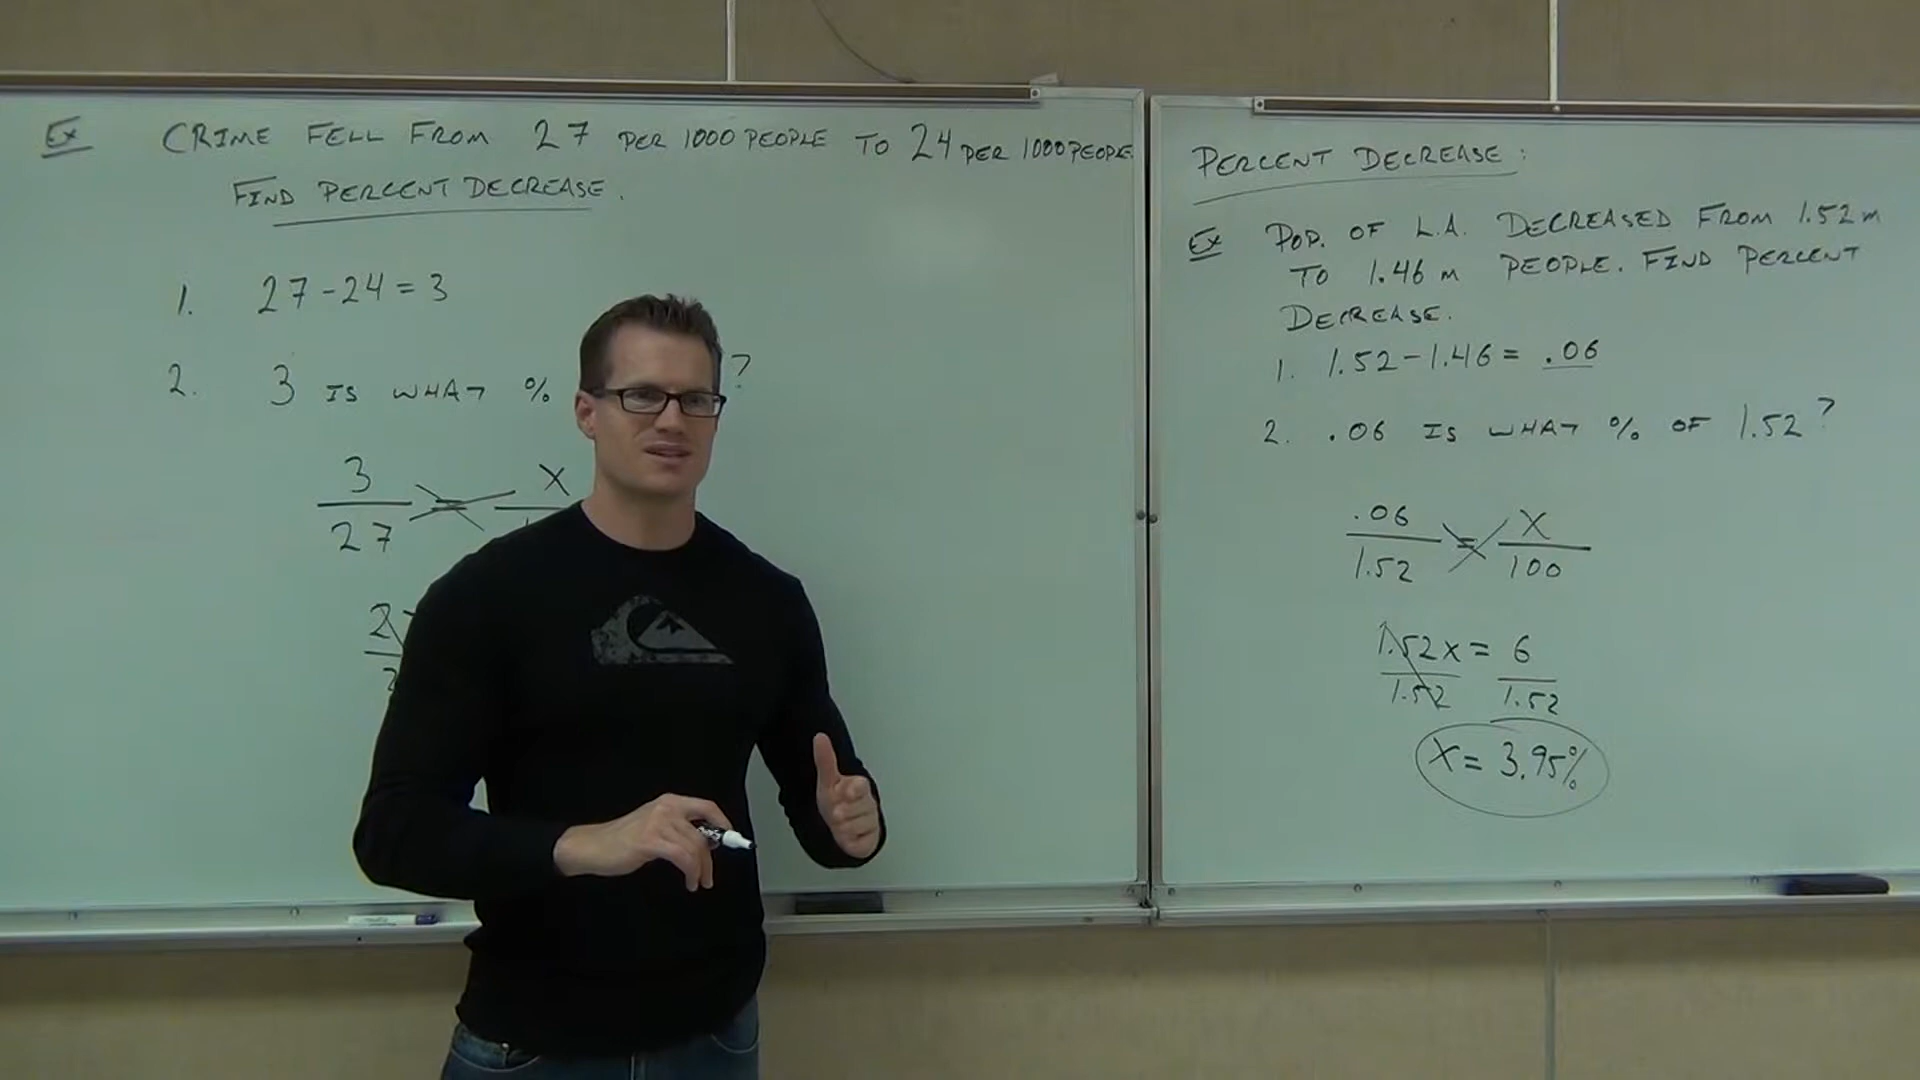 Ex CRIME FELL FROM 27 PER 1000 PEOPLE TO 24 PER 1000 PEOPLE
FIND PERCENT DECREASE.
1. 27-24=3
2. 3 IS WHAT % ?
3 = X
27
PERCENT DECREASE:
Ex POP. OF L.A. DECREASED FROM 1.52 m
TO 1.46 m PEOPLE. FIND PERCENT
DECREASE.
1. 1.52-1.46= .06
2. .06 IS WHAT % OF 1.52?
.06 = X
1.52 100
1.52x = 6
1.52 1.52
X = 3.95%